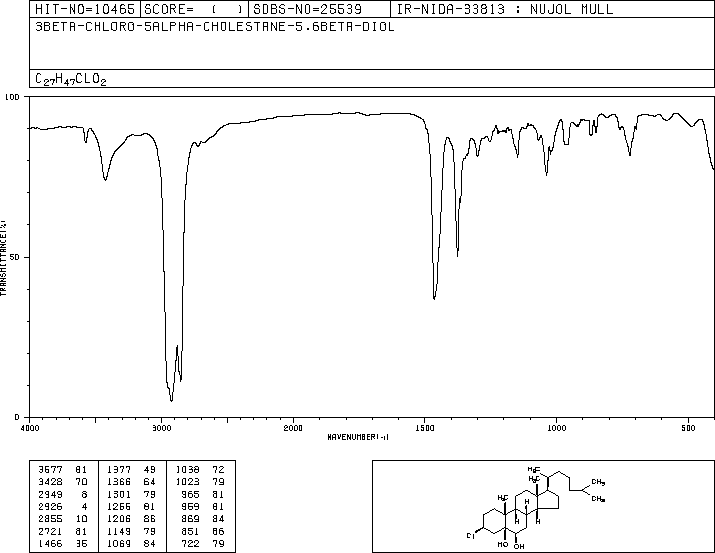 HIT-NO=10465 SCORE= ( ) SDBS-NO=25539 IR-NIDA-33813 : NUJOL MULL
3BETA-CHLORO-5ALPHA-CHOLESTANE-5.6BETA-DIOL
C27H47CLO2
100
50
0
TRANSMITTANCE(%)
4000 3000 2000 1500 1000 500
WAVENUMBER(-1)
3577 81 1377 49 1038 72
3428 70 1366 64 1023 79
2949 8 1301 79 965 81
2926 4 1255 81 959 81
2855 10 1206 86 869 84
2721 81 1149 79 851 86
1466 35 1069 84 722 79
H3C
H3C
CH3
CH3
H3C
H
H
H
Cl
HO
OH